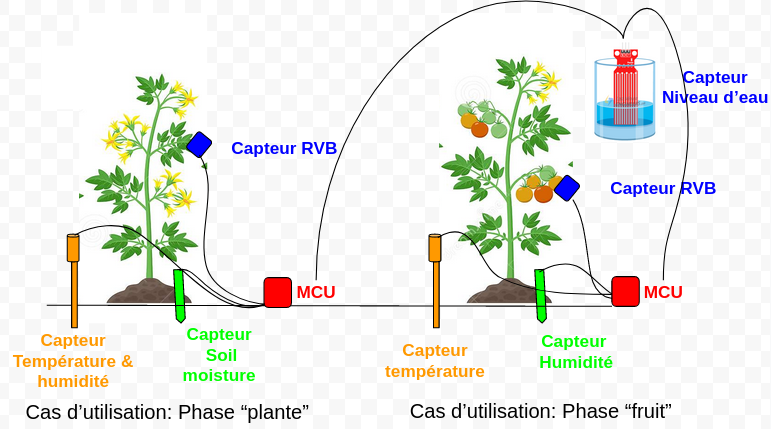 Capteur
Niveau d’eau
Capteur RVB
Capteur RVB
MCU
MCU
Capteur
Température &
humidité
Capteur
Soil
moisture
Capteur
température
Capteur
Humidité
Cas d’utilisation: Phase “plante”
Cas d’utilisation: Phase “fruit”